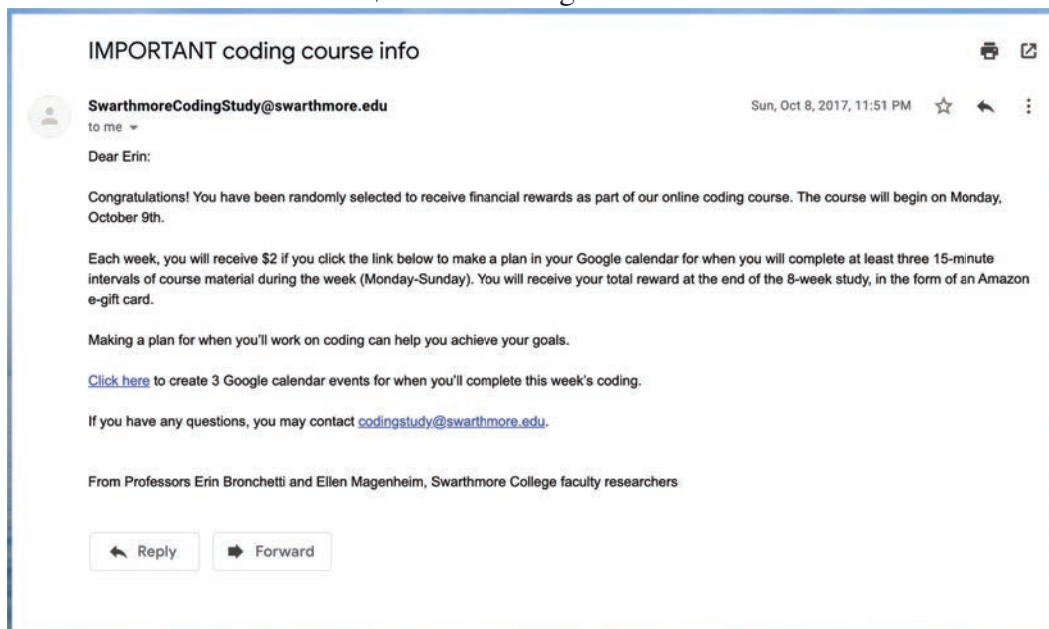 IMPORTANT coding course info
SwarthmoreCodingStudy@swarthmore.edu
Sun, Oct 8, 2017, 11:51 PM
to me
Dear Erin:
Congratulations! You have been randomly selected to receive financial rewards as part of our online coding course. The course will begin on Monday,
October 9th.
Each week, you will receive $2 if you click the link below to make a plan in your Google calendar for when you will complete at least three 15-minute
intervals of course material during the week (Monday-Sunday). You will receive your total reward at the end of the 8-week study, in the form of an Amazon
e-gift card.
Making a plan for when you'll work on coding can help you achieve your goals.
Click here to create 3 Google calendar events for when you'll complete this week's coding.
If you have any questions, you may contact codingstudy@swarthmore.edu.
From Professors Erin Bronchetti and Ellen Magenheim, Swarthmore College faculty researchers
Reply
Forward